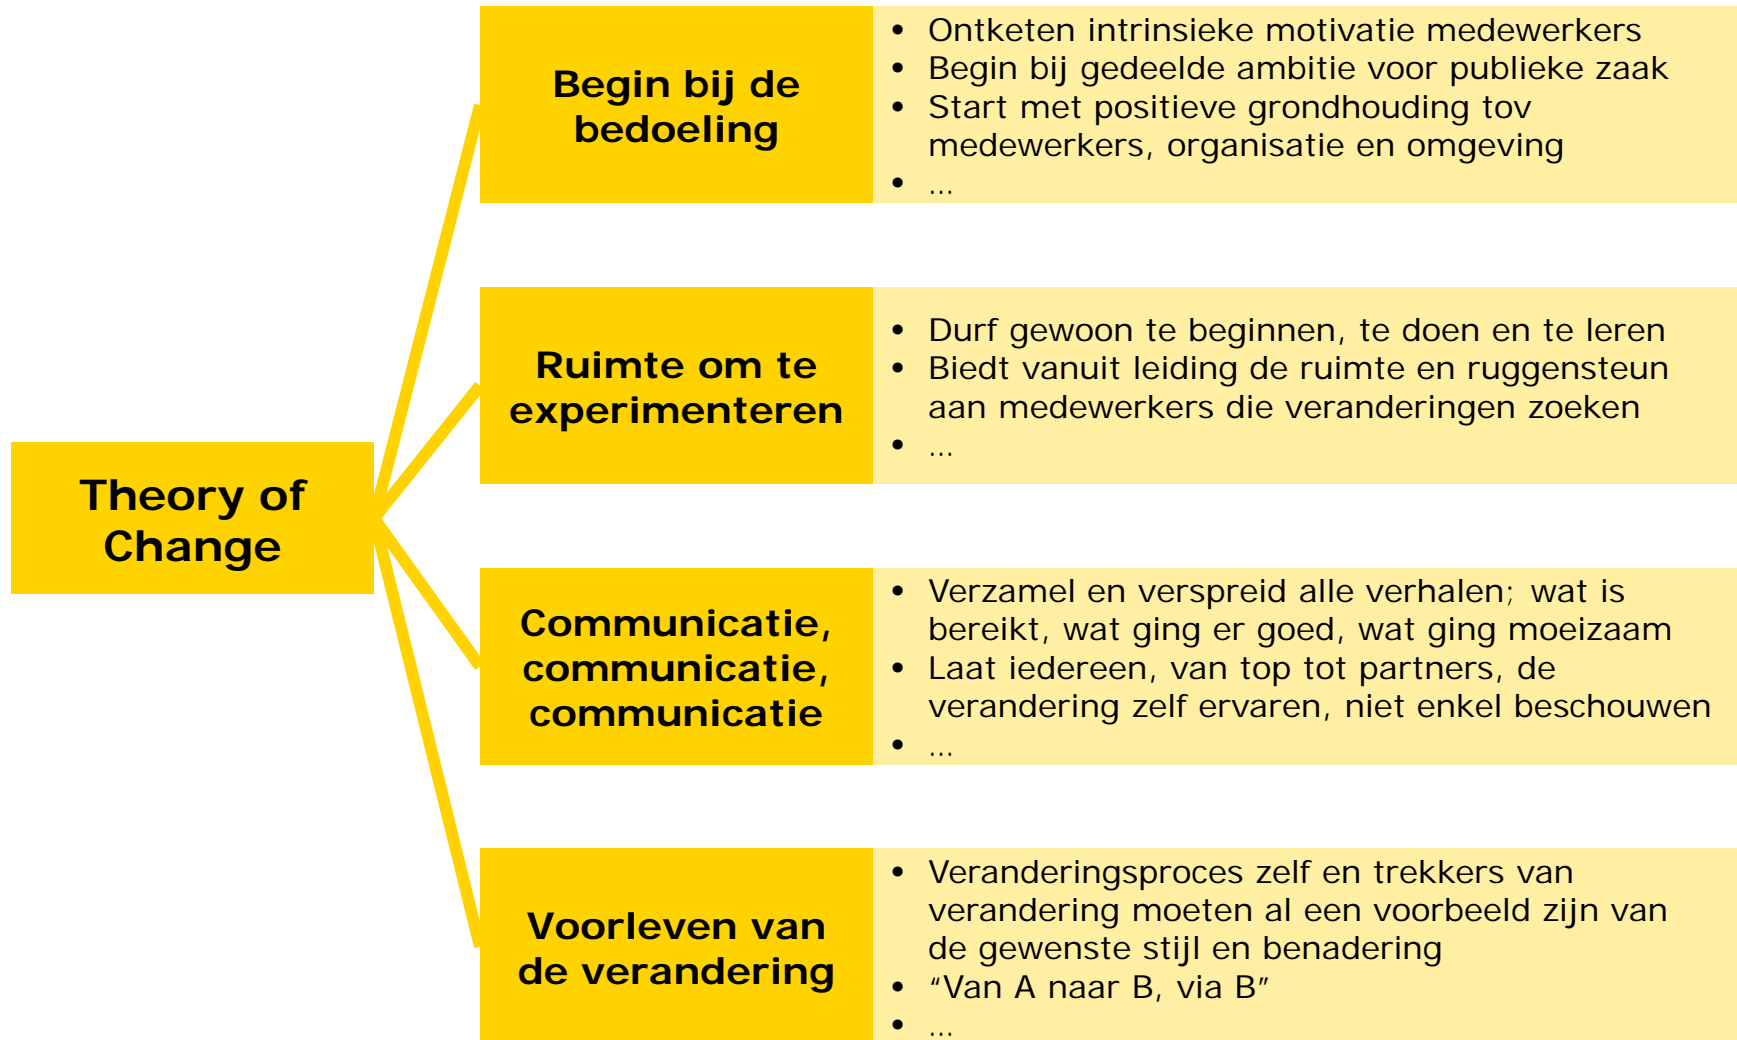 Theory of
Change
Begin bij de
bedoeling
• Ontketen intrinsieke motivatie medewerkers
• Begin bij gedeelde ambitie voor publieke zaak
• Start met positieve grondhouding tov
medewerkers, organisatie en omgeving
• …
Ruimte om te
experimenteren
• Durf gewoon te beginnen, te doen en te leren
• Biedt vanuit leiding de ruimte en ruggensteun
aan medewerkers die veranderingen zoeken
• …
Communicatie,
communicatie,
communicatie
• Verzamel en verspreid alle verhalen; wat is
bereikt, wat ging er goed, wat ging moeizaam
• Laat iedereen, van top tot partners, de
verandering zelf ervaren, niet enkel beschouwen
• …
Voorleven van
de verandering
• Veranderingsproces zelf en trekkers van
verandering moeten al een voorbeeld zijn van
de gewenste stijl en benadering
• “Van A naar B, via B”
• …